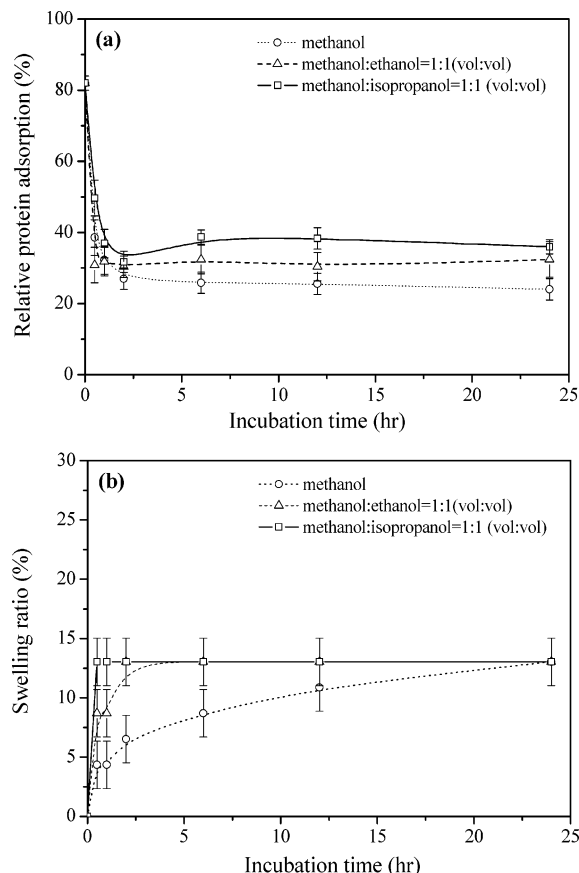 (a)
methanol
methanol:ethanol=1:1(vol:vol)
methanol:isopropanol=1:1 (vol:vol)
Relative protein adsorption (%)
100
80
60
40
20
0
0 5 10 15 20 25
Incubation time (hr)
(b)
methanol
methanol:ethanol=1:1(vol:vol)
methanol:isopropanol=1:1 (vol:vol)
Swelling ratio (%)
30
25
20
15
10
5
0
0 5 10 15 20 25
Incubation time (hr)